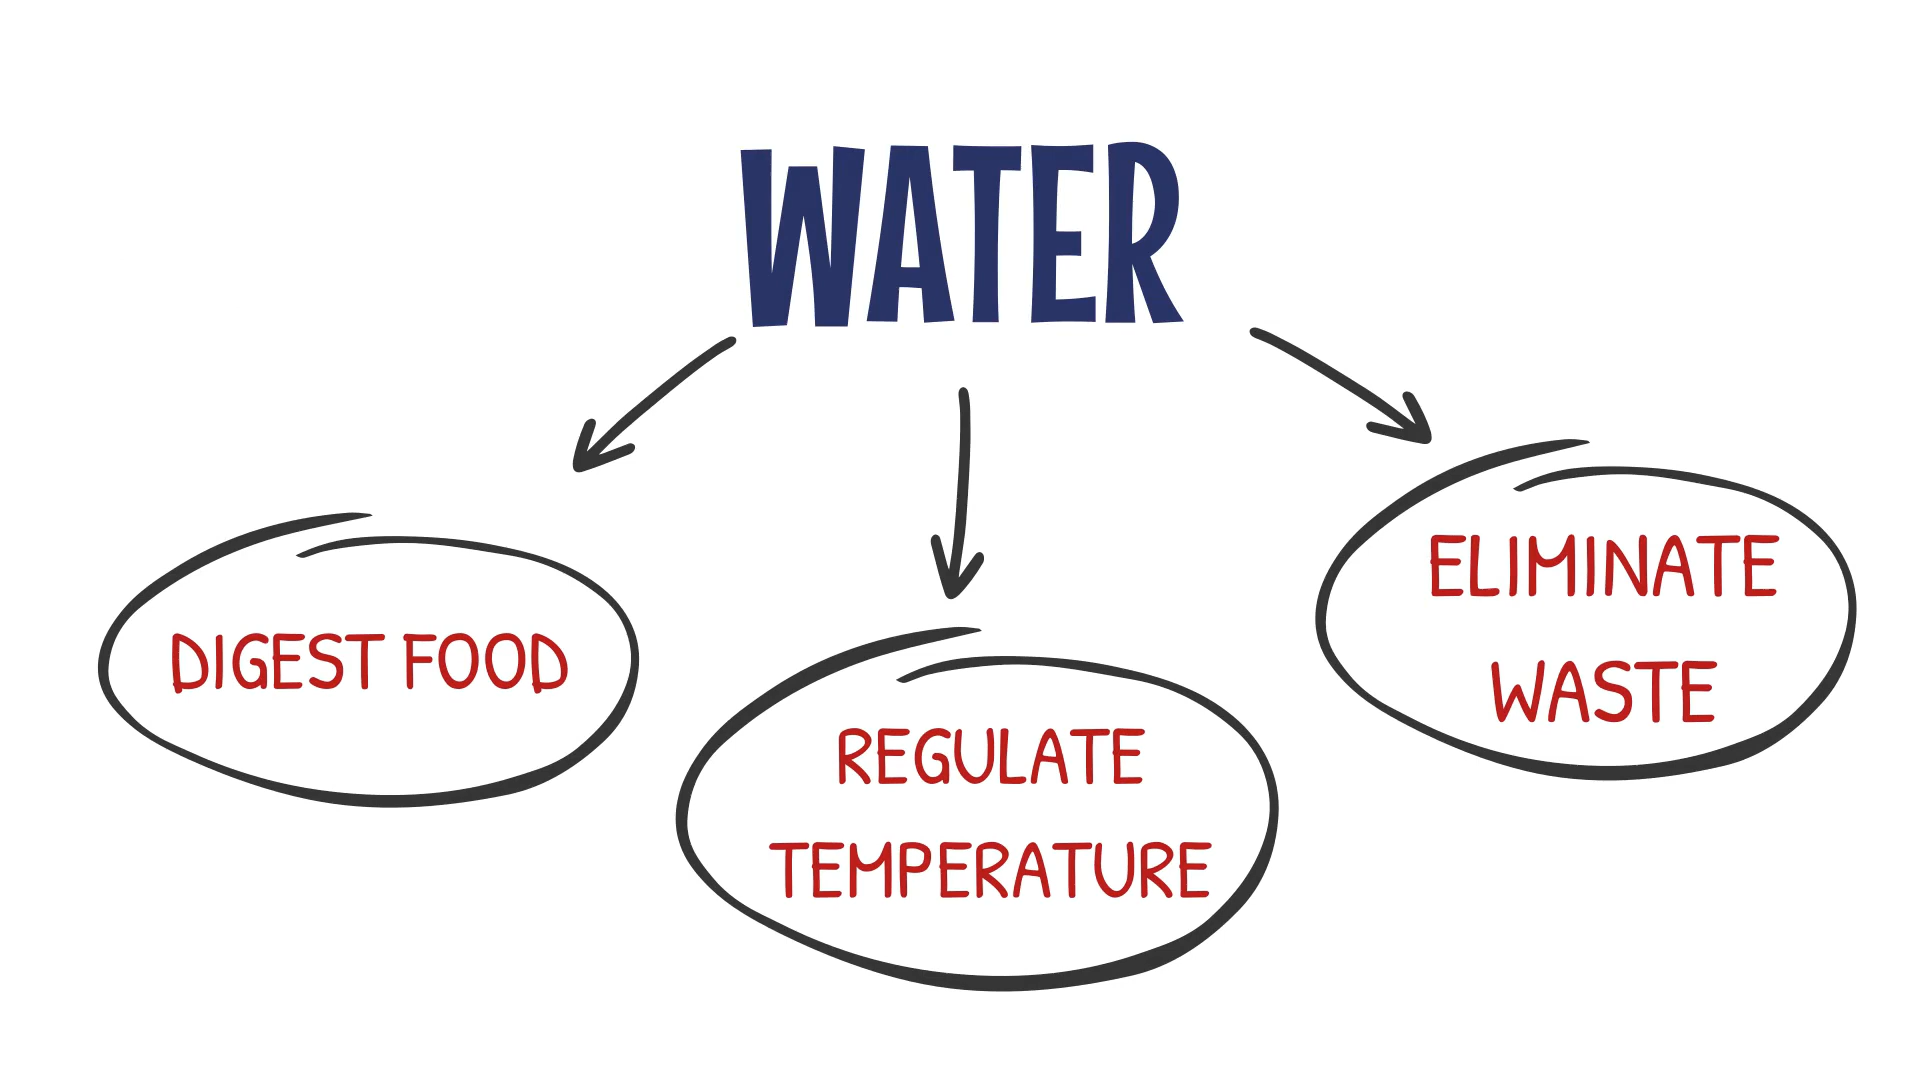 WATER
DIGEST FOOD
REGULATE
TEMPERATURE
ELIMINATE
WASTE